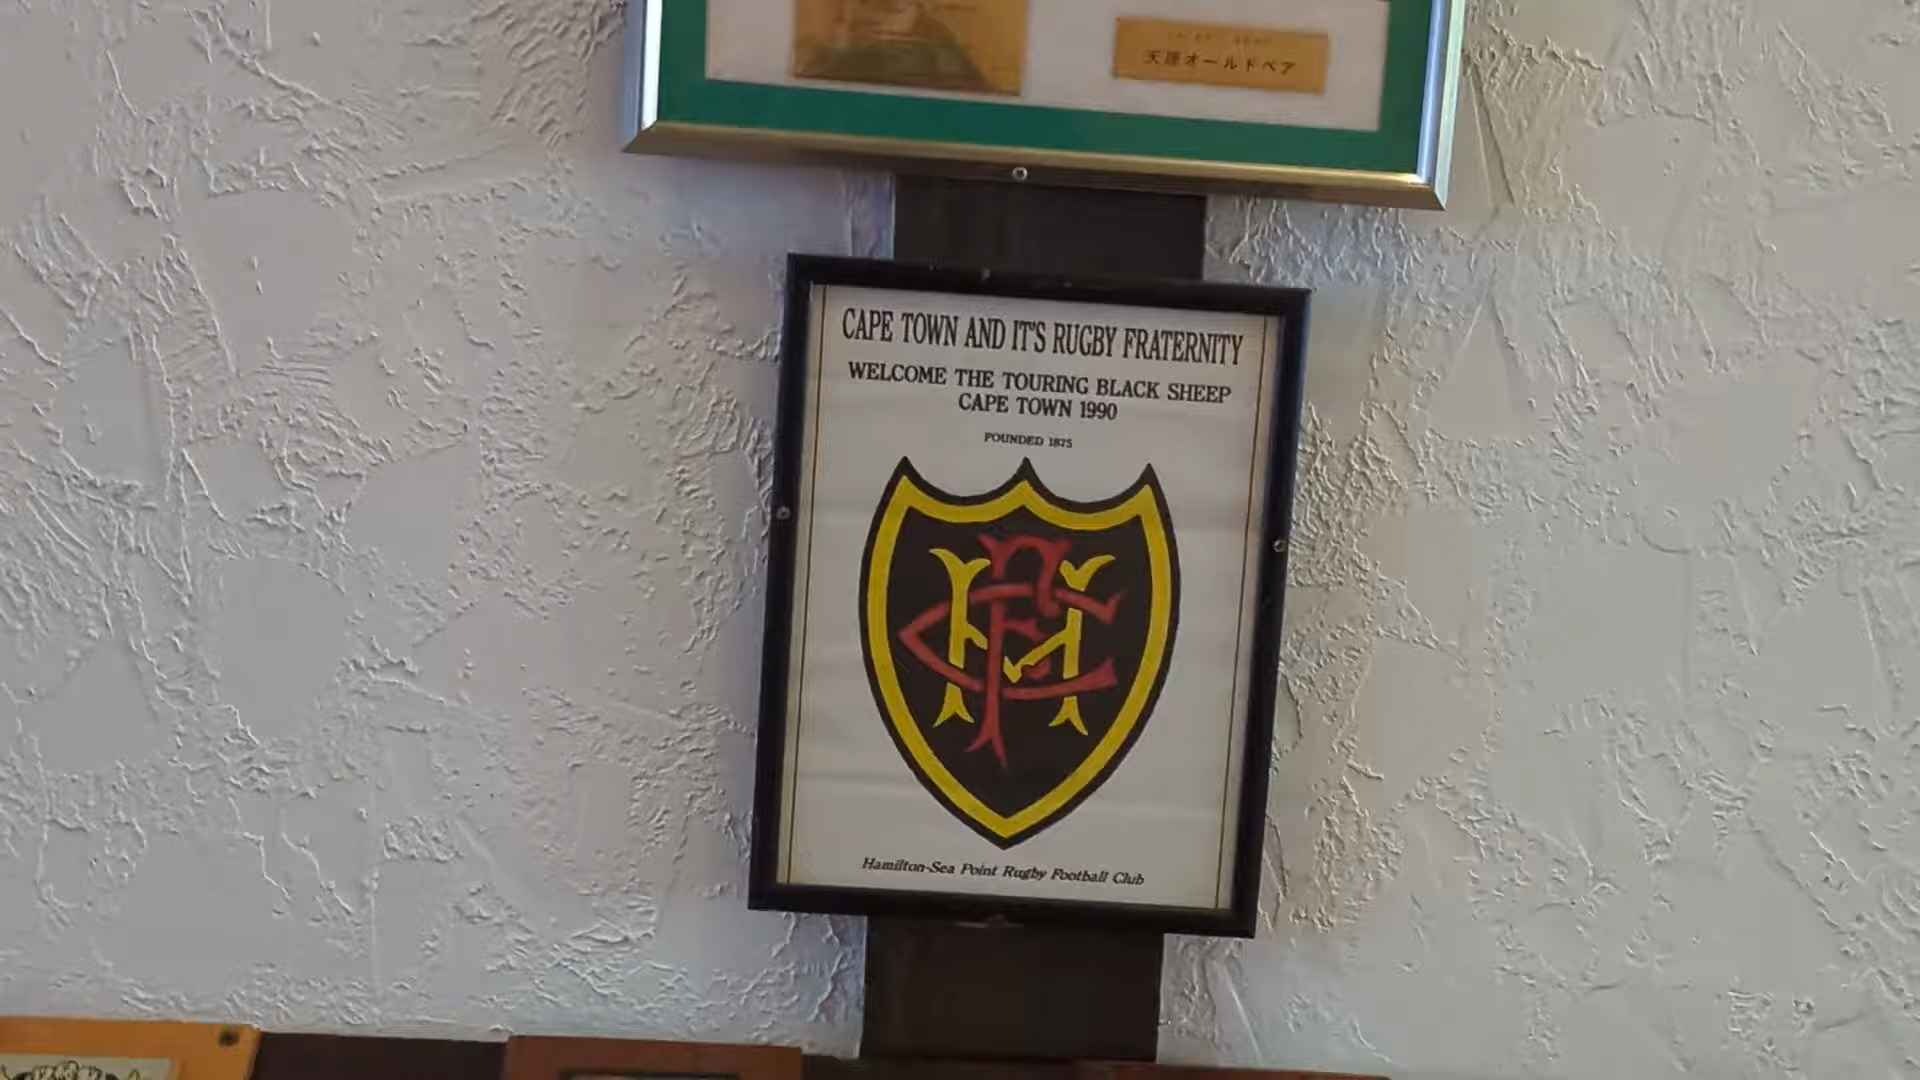 天理オールドベア
CAPE TOWN AND IT'S RUGBY FRATERNITY
WELCOME THE TOURING BLACK SHEEP
CAPE TOWN 1990
FOUNDED 1875
Hamilton-Sea Point Rugby Football Club